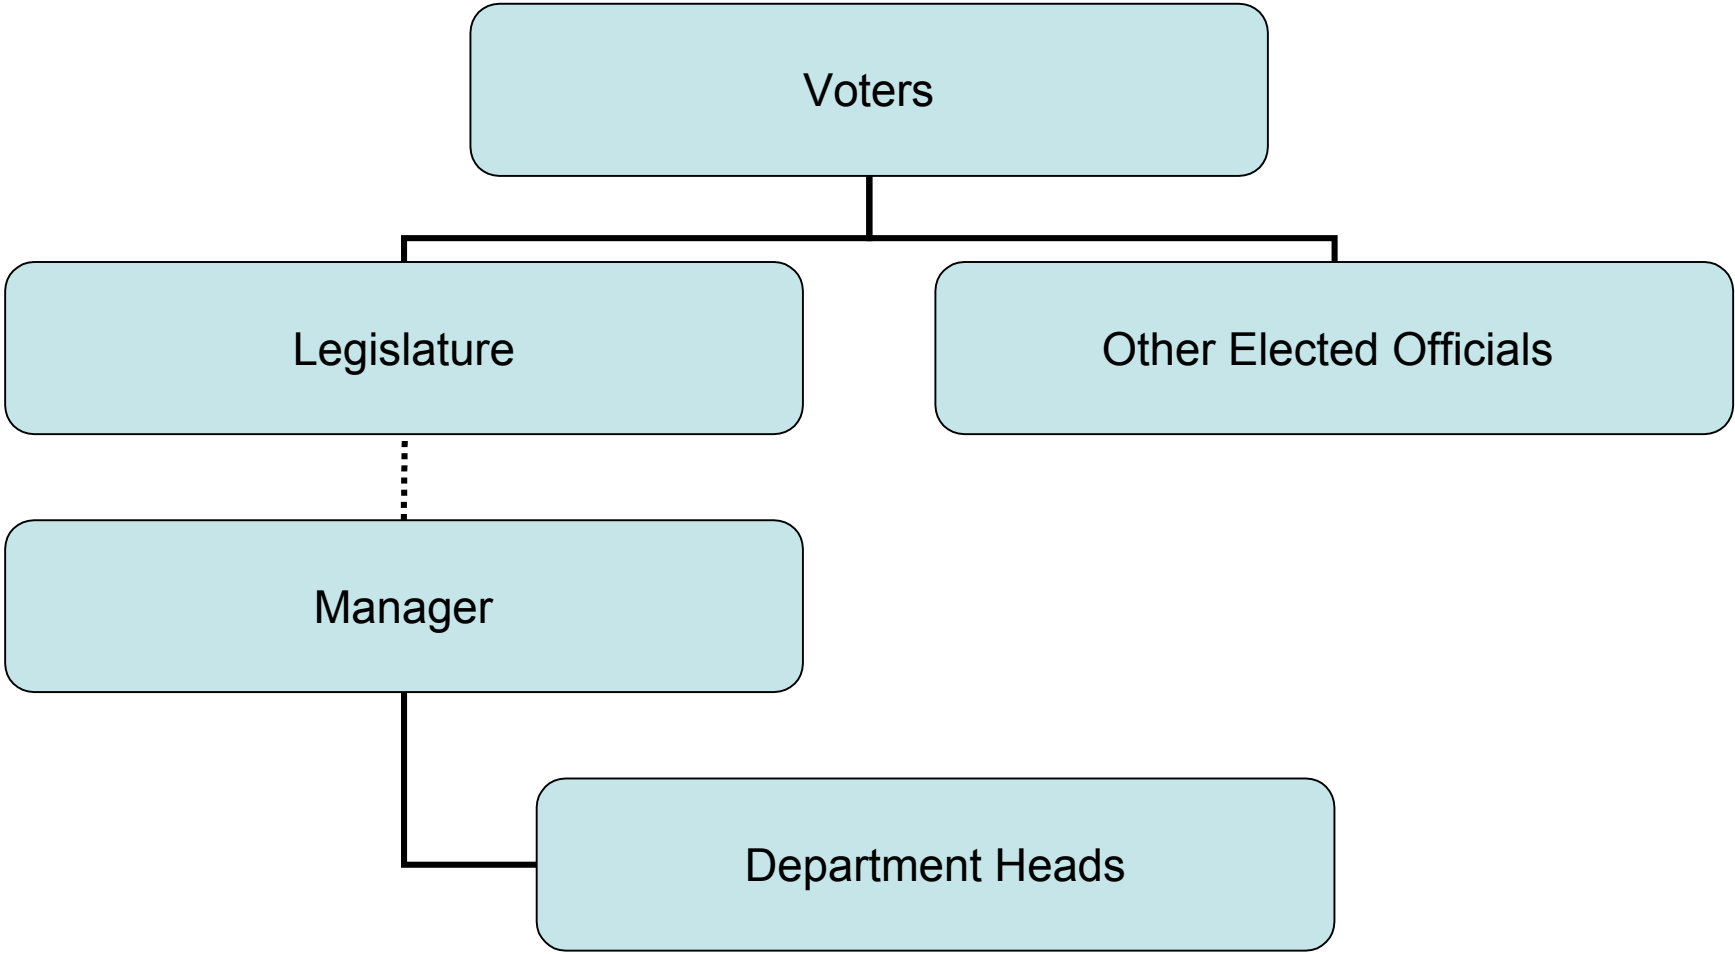 Voters
Legislature
Other Elected Officials
Manager
Department Heads